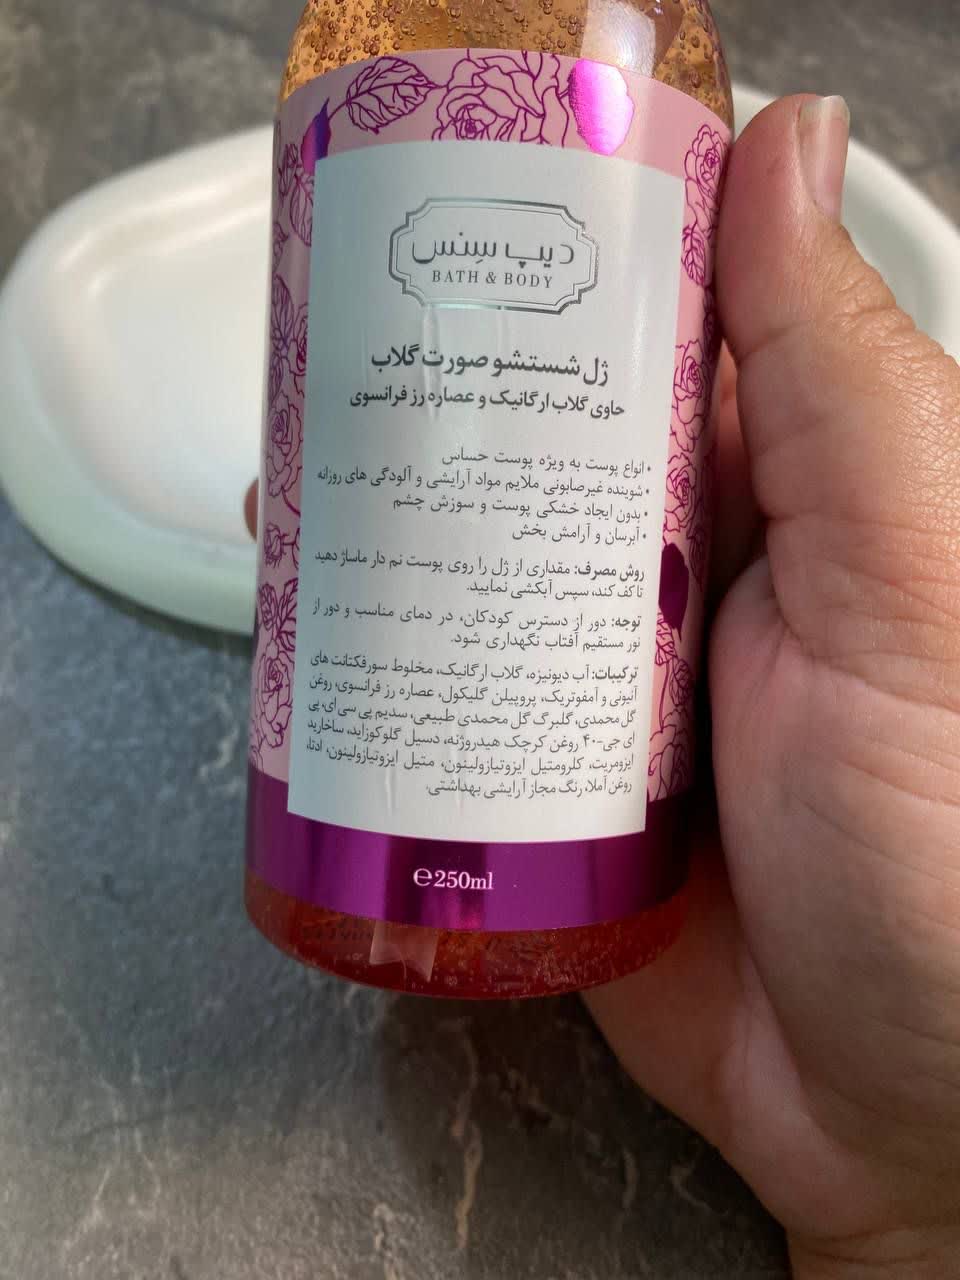 دیپ سِنس
BATH & BODY
ژل شستشو صورت گلاب
حاوی گلاب ارگانیک و عصاره رز فرانسوی
• انواع پوست به ویژه پوست حساس
• شوینده غیرصابونی ملایم مواد آرایشی و آلودگی های روزانه
• بدون ایجاد خشکی پوست و سوزش چشم
• آبرسان و آرامش بخش
روش مصرف: مقداری از ژل را روی پوست نم دار ماساژ دهید
تا کف کند، سپس آبکشی نمایید.
توجه: دور از دسترس کودکان، در دمای مناسب و دور از
نور مستقیم آفتاب نگهداری شود.
ترکیبات: آب دیونیزه، گلاب ارگانیک، مخلوط سورفکتانت های
آنیونی و آمفوتریک، پروپیلن گلیکول، عصاره رز فرانسوی، روغن
گل محمدی، گلبرگ گل محمدی طبیعی، سدیم پی سی ای، پی
ای جی-۴۰ روغن کرچک هیدروژنه، دسیل گلوکوزاید، ساخارید
ایزومریت، کلرومتیل ایزوتیازولینون، متیل ایزوتیازولینون، ادتا،
روغن آملا، رنگ مجاز آرایشی بهداشتی.
℮250ml